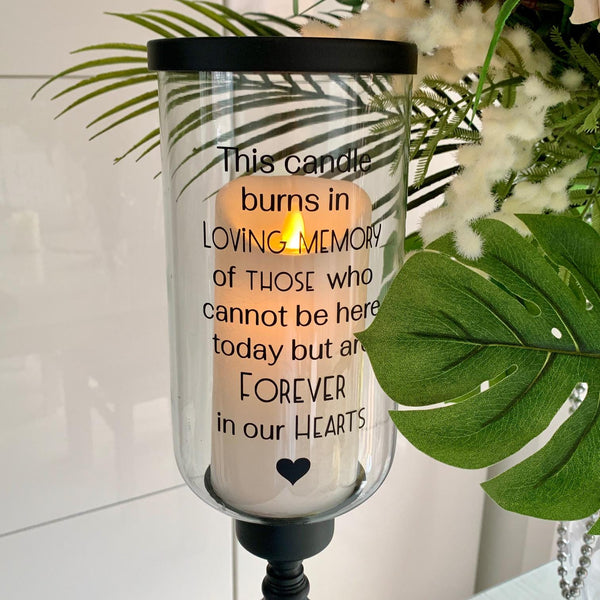 This candle
burns in
LOViNG MEMORY
of THOSE who
cannot be here
today but are
FOREVER
in our HEARTS